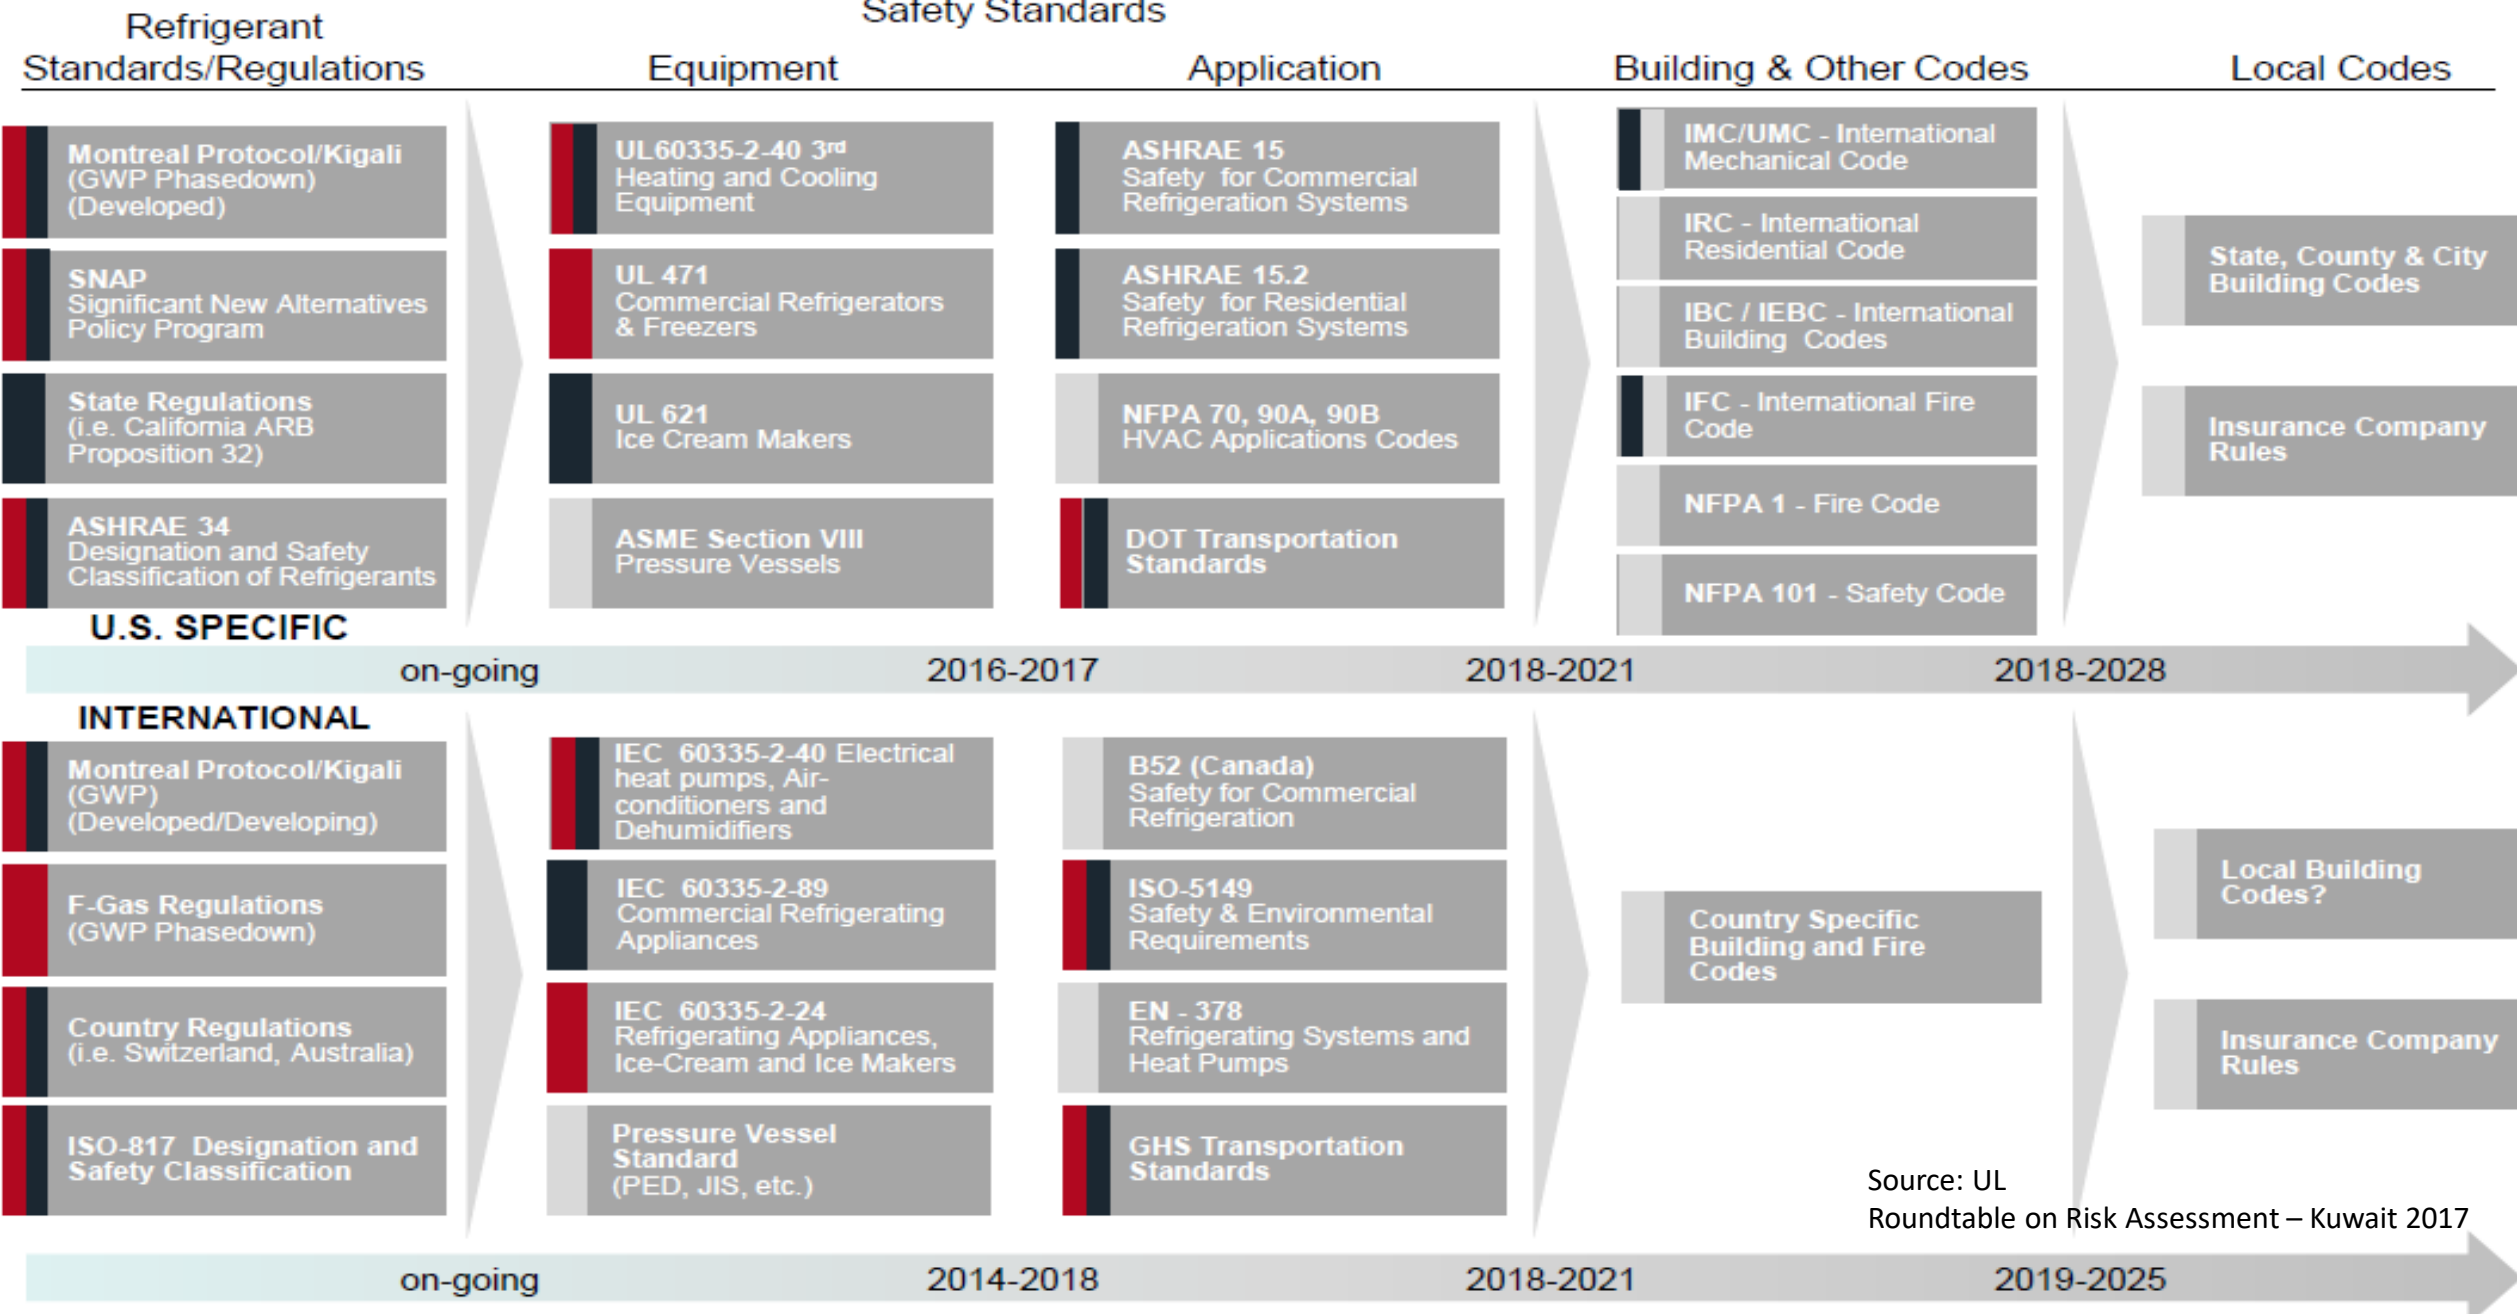 Safety Standards
Refrigerant
Standards/Regulations
Equipment
Application
Building & Other Codes
Local Codes
Montreal Protocol/Kigali
(GWP Phasedown)
(Developed)
SNAP
Significant New Alternatives
Policy Program
State Regulations
(i.e. California ARB
Proposition 32)
ASHRAE 34
Designation and Safety
Classification of Refrigerants
UL60335-2-40 3rd
Heating and Cooling
Equipment
UL 471
Commercial Refrigerators
& Freezers
UL 621
Ice Cream Makers
ASME Section VIII
Pressure Vessels
ASHRAE 15
Safety for Commercial
Refrigeration Systems
ASHRAE 15.2
Safety for Residential
Refrigeration Systems
NFPA 70, 90A, 90B
HVAC Applications Codes
DOT Transportation
Standards
IMC/UMC - International
Mechanical Code
IRC - International
Residential Code
IBC / IEBC - International
Building Codes
IFC - International Fire
Code
NFPA 1 - Fire Code
NFPA 101 - Safety Code
State, County & City
Building Codes
Insurance Company
Rules
U.S. SPECIFIC
on-going
2016-2017
2018-2021
2018-2028
INTERNATIONAL
Montreal Protocol/Kigali
(GWP)
(Developed/Developing)
F-Gas Regulations
(GWP Phasedown)
Country Regulations
(i.e. Switzerland, Australia)
ISO-817 Designation and
Safety Classification
IEC 60335-2-40 Electrical
heat pumps, Air-
conditioners and
Dehumidifiers
IEC 60335-2-89
Commercial Refrigerating
Appliances
IEC 60335-2-24
Refrigerating Appliances,
Ice-Cream and Ice Makers
Pressure Vessel
Standard
(PED, JIS, etc.)
B52 (Canada)
Safety for Commercial
Refrigeration
ISO-5149
Safety & Environmental
Requirements
EN - 378
Refrigerating Systems and
Heat Pumps
GHS Transportation
Standards
Country Specific
Building and Fire
Codes
Local Building
Codes?
Insurance Company
Rules
Source: UL
Roundtable on Risk Assessment – Kuwait 2017
on-going
2014-2018
2018-2021
2019-2025